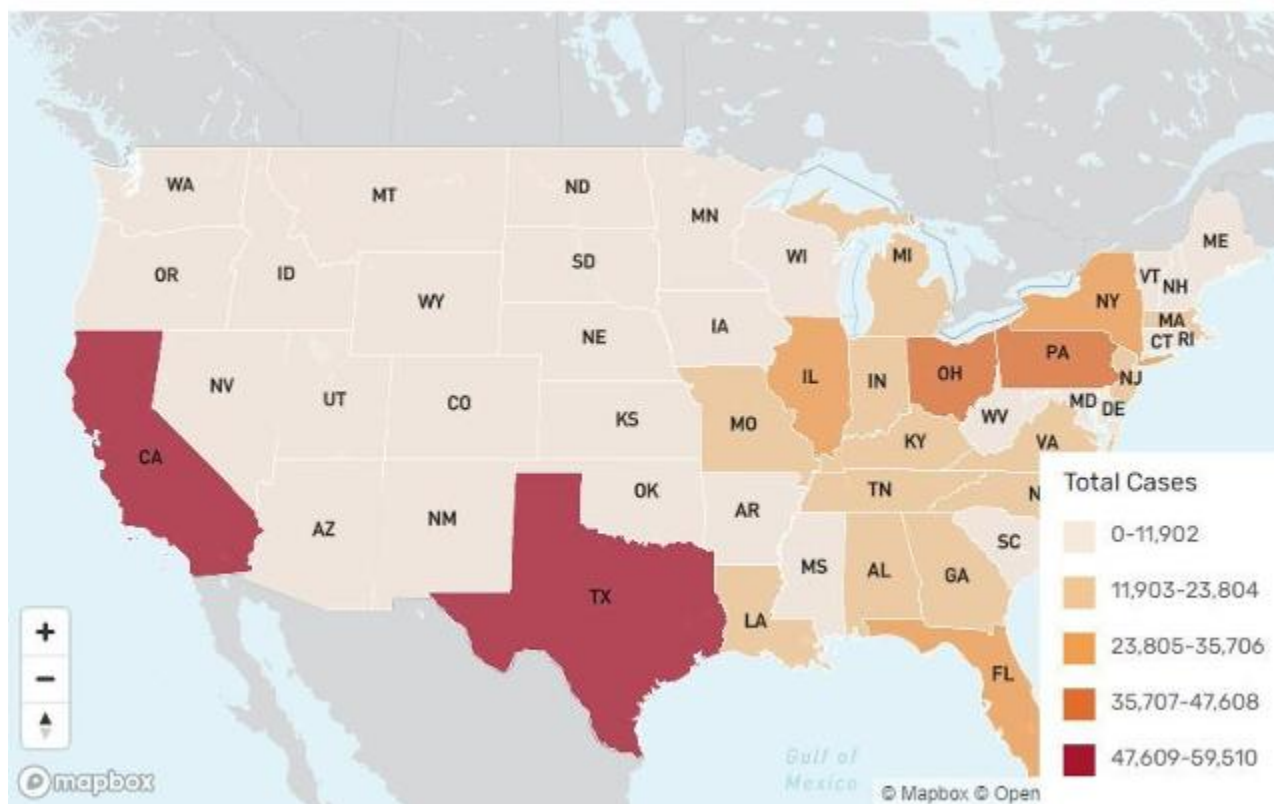 WA
MT
ND
MN
ME
OR
ID
SD
WI
MI
VT
NH
WY
NY
MA
CT
RI
IA
NE
PA
NJ
NV
UT
CO
IL
IN
OH
MD
DE
WV
KS
MO
KY
VA
CA
AZ
NM
OK
AR
TN
N
SC
TX
LA
MS
AL
GA
FL
Total Cases
0-11,902
11,903-23,804
23,805-35,706
35,707-47,608
47,609-59,510
+
−
Gulf of
Mexico
mapbox
© Mapbox © Open